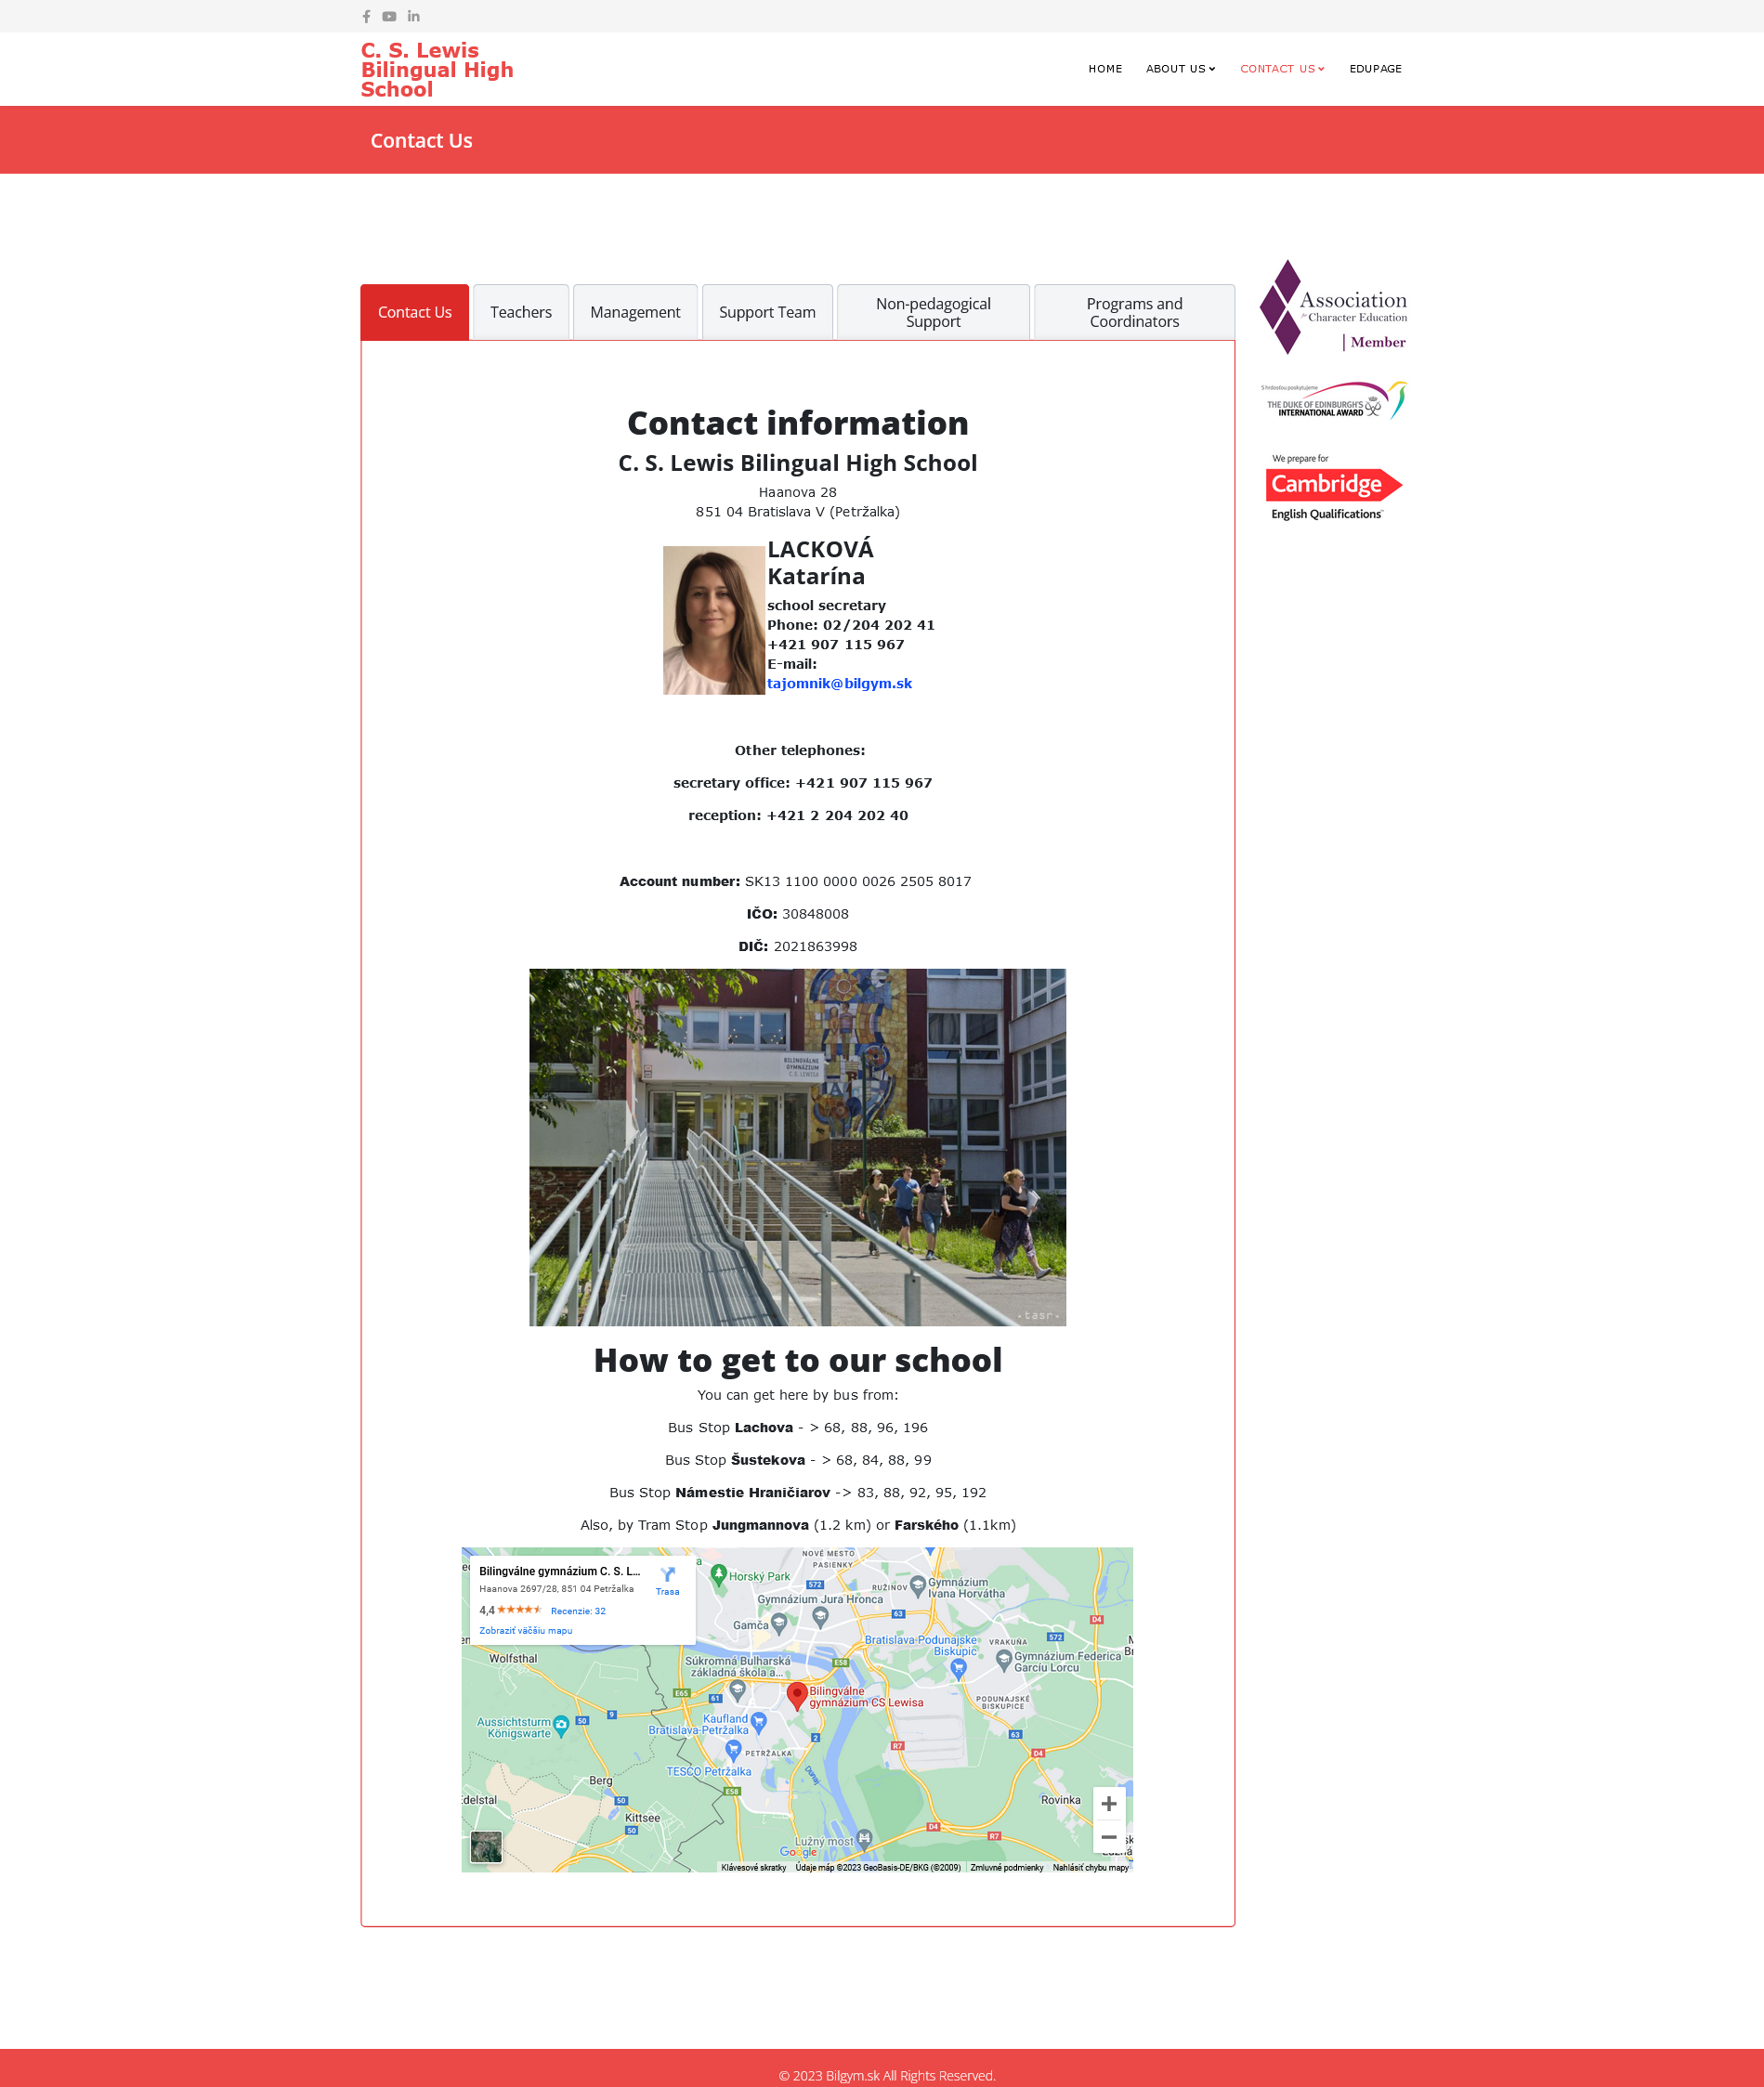 C. S. Lewis
Bilingual High
School
HOME
ABOUT US
CONTACT US
EDUPAGE
Contact Us
Contact Us
Teachers
Management
Support Team
Non-pedagogical
Support
Programs and
Coordinators
Association
for Character Education
| Member
S hrdosťou poskytujeme
THE DUKE OF EDINBURGH'S
INTERNATIONAL AWARD
We prepare for
Cambridge
English Qualifications
Contact information
C. S. Lewis Bilingual High School
Haanova 28
851 04 Bratislava V (Petržalka)
LACKOVÁ
Katarína
school secretary
Phone: 02/204 202 41
+421 907 115 967
E-mail:
tajomnik@bilgym.sk
Other telephones:
secretary office: +421 907 115 967
reception: +421 2 204 202 40
Account number: SK13 1100 0000 0026 2505 8017
IČO: 30848008
DIČ: 2021863998
BILINGVÁLNE
GYMNÁZIUM
C.S. LEWISA
tasr
How to get to our school
You can get here by bus from:
Bus Stop Lachova - > 68, 88, 96, 196
Bus Stop Šustekova - > 68, 84, 88, 99
Bus Stop Námestie Hraničiarov -> 83, 88, 92, 95, 192
Also, by Tram Stop Jungmannova (1.2 km) or Farského (1.1km)
Bilingválne gymnázium C. S. L...
Haanova 2697/28, 851 04 Petržalka
4,4
Recenzie: 32
Zobraziť väčšiu mapu
Trasa
NOVÉ MESTO
PASIENKY
Horský Park
572
RUŽINOV
Gymnázium
Ivana Horvátha
Gymnázium Jura Hronca
63
D4
Gamča
572
Bratislava-Podunajské
Biskupic
VRAKUŇA
Wolfsthal
E58
Súkromná Bulharská
základná škola a...
Gymnázium Federica
Garcíu Lorcu
E65
61
Bilingválne
gymnázium CS Lewisa
PODUNAJSKÉ
BISKUPICE
9
50
Aussichtsturm
Königswarte
Kaufland
Bratislava-Petržalka
2
63
R7
D4
PETRŽALKA
TESCO Petržalka
Dunaj
Berg
E58
50
Edelstal
Kittsee
50
Rovinka
D4
R7
Lužný most
Google
Klávesové skratky
Údaje máp ©2023 GeoBasis-DE/BKG (©2009)
Zmluvné podmienky
Nahlásiť chybu mapy
© 2023 Bilgym.sk All Rights Reserved.